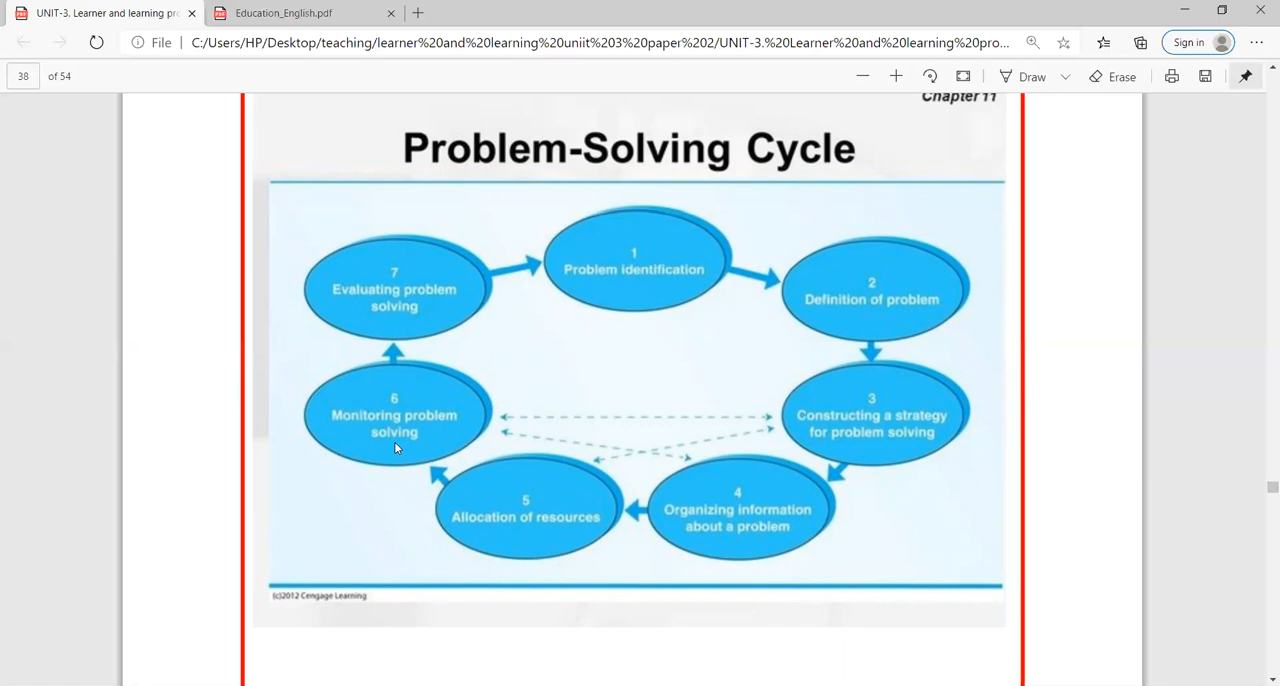 UNIT-3. Learner and learning pro
Education_English.pdf
File
C:/Users/HP/Desktop/teaching/learner%20and%20learning%20uniit%203%20paper%202/UNIT-3.%20Learner%20and%20learning%20pro...
Sign in
38 of 54
Draw
Erase
Chapter 11
Problem-Solving Cycle
1
Problem identification
2
Definition of problem
3
Constructing a strategy
for problem solving
4
Organizing information
about a problem
5
Allocation of resources
6
Monitoring problem
solving
7
Evaluating problem
solving
(c)2012 Cengage Learning